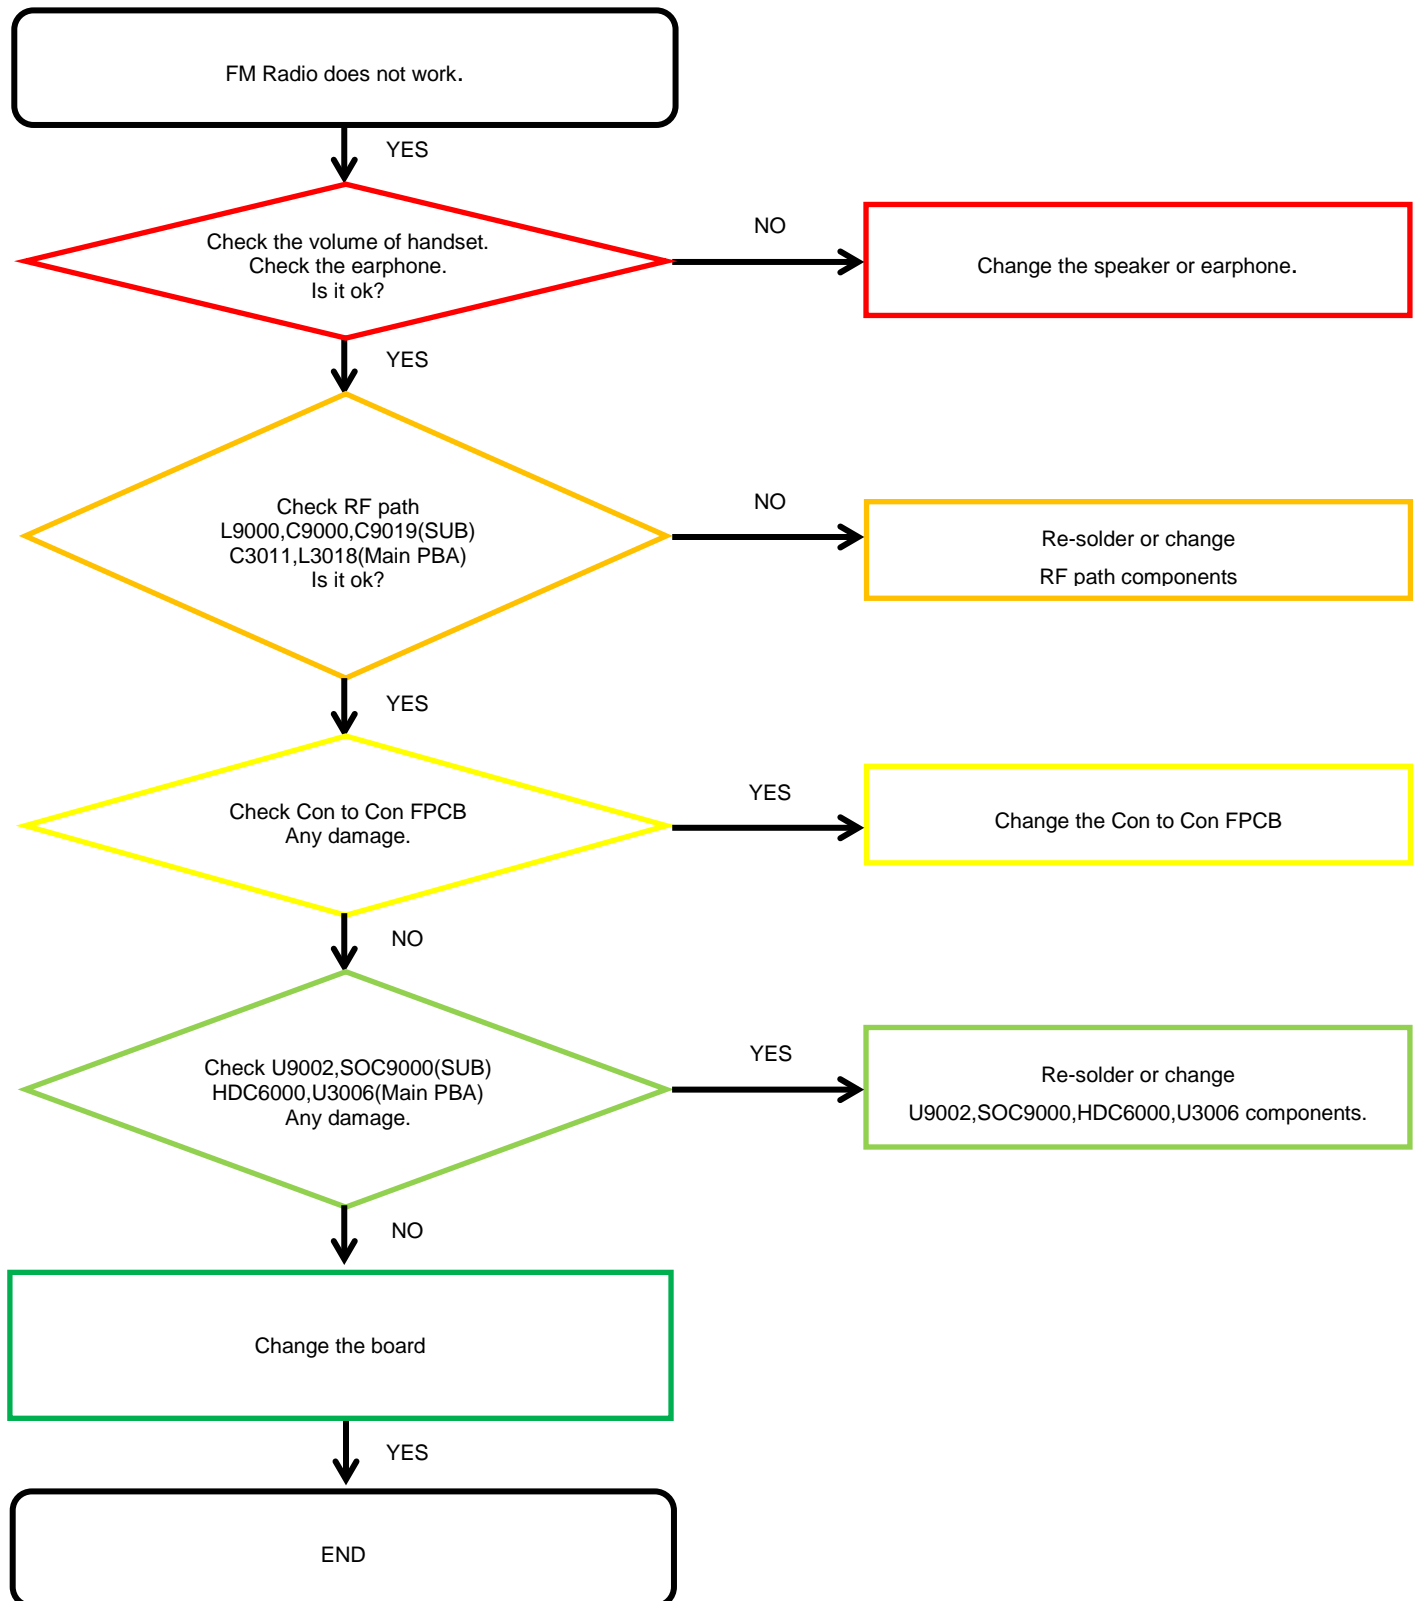 FM Radio does not work.
YES
Check the volume of handset.
Check the earphone.
Is it ok?
NO
Change the speaker or earphone.
YES
Check RF path
L9000,C9000,C9019(SUB)
C3011,L3018(Main PBA)
Is it ok?
NO
Re-solder or change
RF path components
YES
Check Con to Con FPCB
Any damage.
YES
Change the Con to Con FPCB
NO
Check U9002,SOC9000(SUB)
HDC6000,U3006(Main PBA)
Any damage.
YES
Re-solder or change
U9002,SOC9000,HDC6000,U3006 components.
NO
Change the board
YES
END